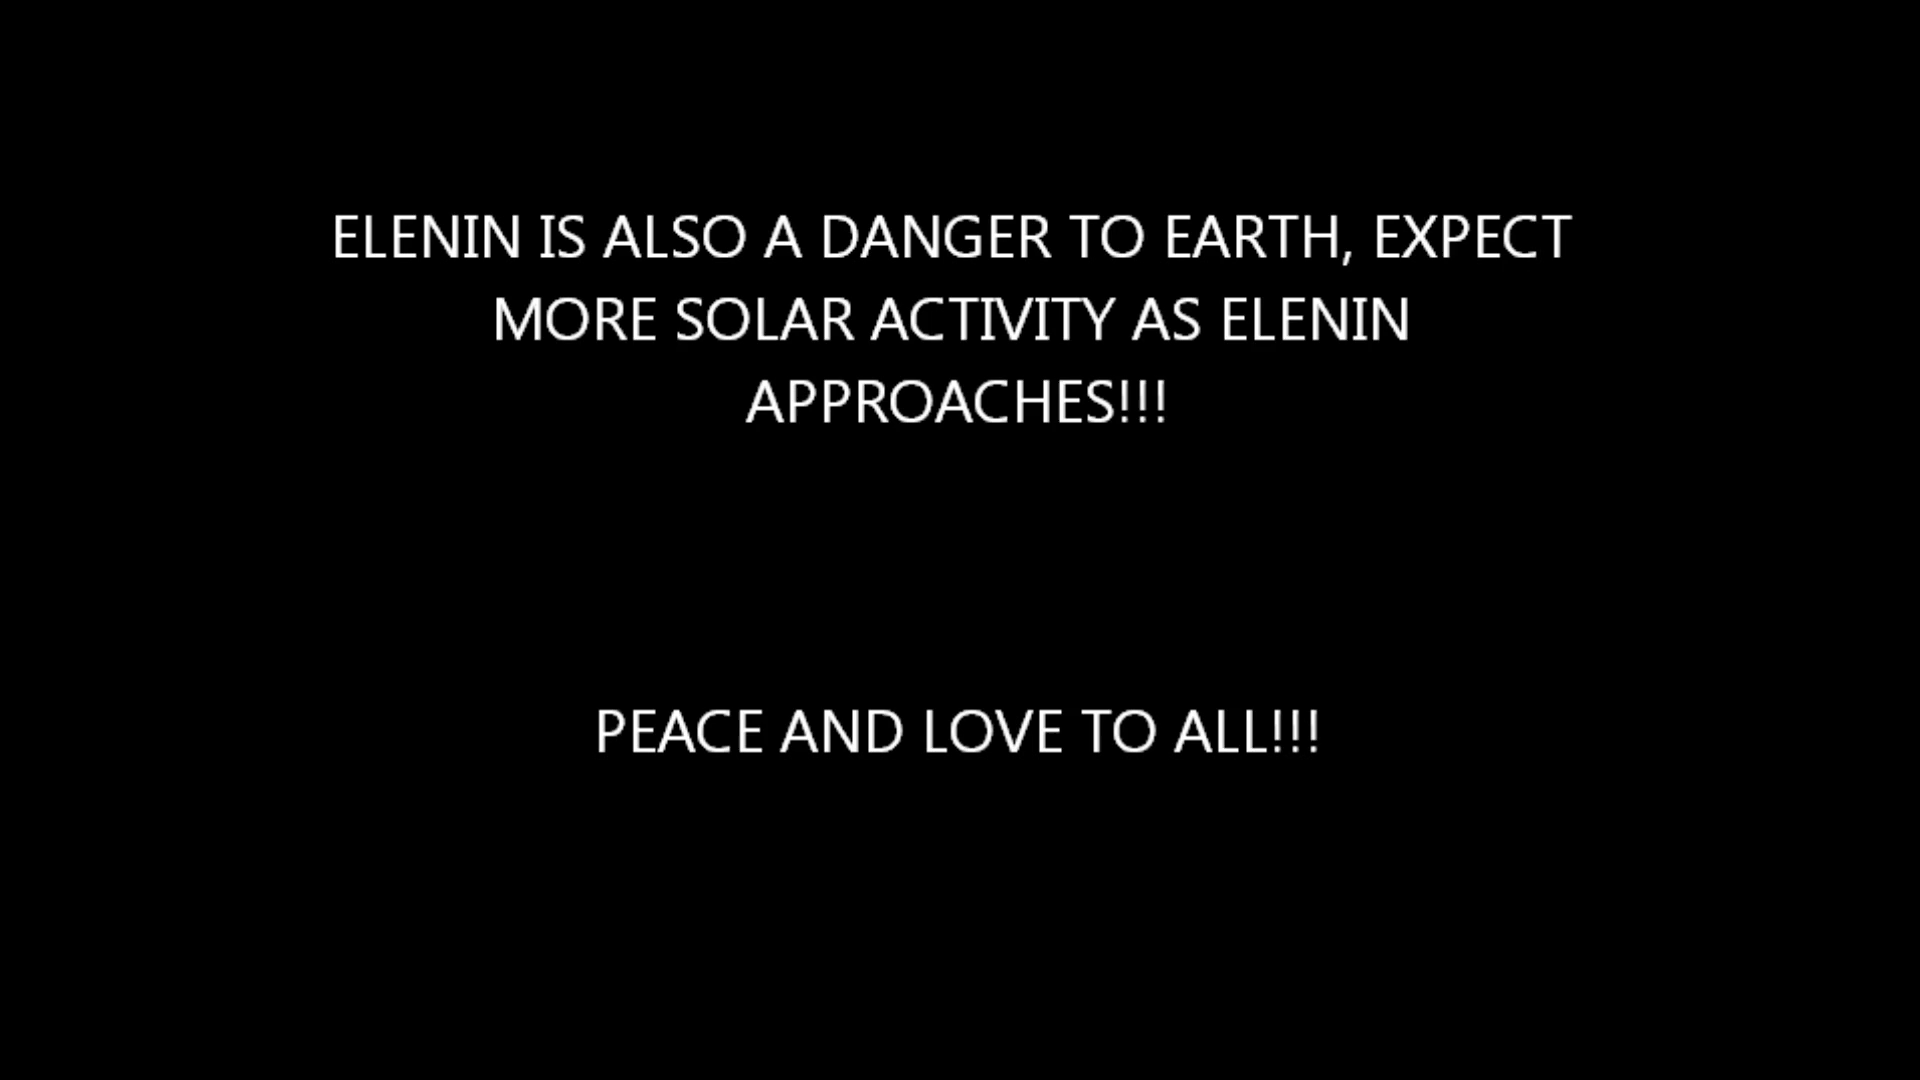 ELENIN IS ALSO A DANGER TO EARTH, EXPECT
MORE SOLAR ACTIVITY AS ELENIN
APPROACHES!!!
PEACE AND LOVE TO ALL!!!